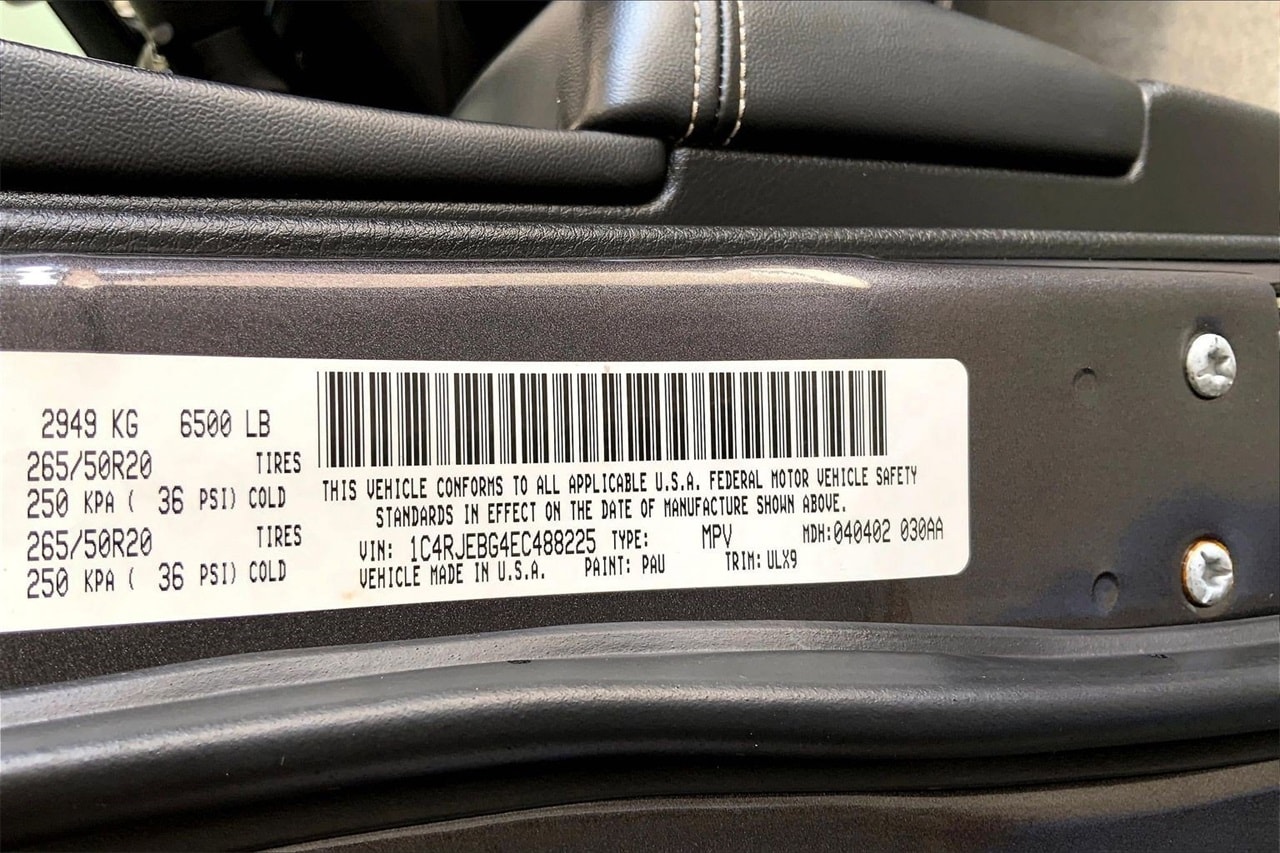 2949 KG 6500 LB
265/50R20 TIRES
250 KPA ( 36 PSI) COLD
265/50R20 TIRES
250 KPA ( 36 PSI) COLD
THIS VEHICLE CONFORMS TO ALL APPLICABLE U.S.A. FEDERAL MOTOR VEHICLE SAFETY
STANDARDS IN EFFECT ON THE DATE OF MANUFACTURE SHOWN ABOVE.
VIN: 1C4RJEBG4EC488225 TYPE: MPV MDH:040402 030AA
VEHICLE MADE IN U.S.A. PAINT: PAU TRIM:ULX9